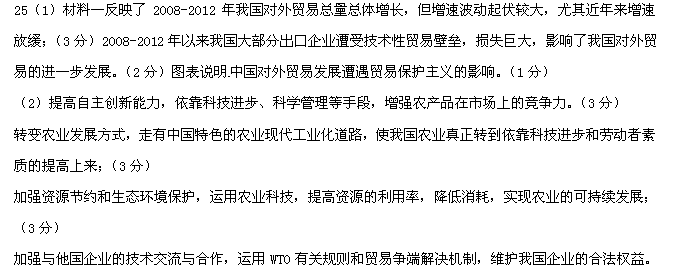 25（1）材料一反映了 2008-2012 年我国对外贸易总量总体增长，但增速波动起伏较大，尤其近年来增速
放缓；（3 分）2008-2012 年以来我国大部分出口企业遭受技术性贸易壁垒，损失巨大，影响了我国对外贸
易的进一步发展。（2 分）图表说明.中国对外贸易发展遭遇贸易保护主义的影响。（1 分）
（2）提高自主创新能力，依靠科技进步、科学管理等手段，增强农产品在市场上的竞争力。（3 分）
转变农业发展方式，走有中国特色的农业现代工业化道路，使我国农业真正转到依靠科技进步和劳动者素
质的提高上来；（3 分）
加强资源节约和生态环境保护，运用农业科技，提高资源的利用率，降低消耗，实现农业的可持续发展；
（3 分）
加强与他国企业的技术交流与合作，运用 WTO 有关规则和贸易争端解决机制，维护我国企业的合法权益。